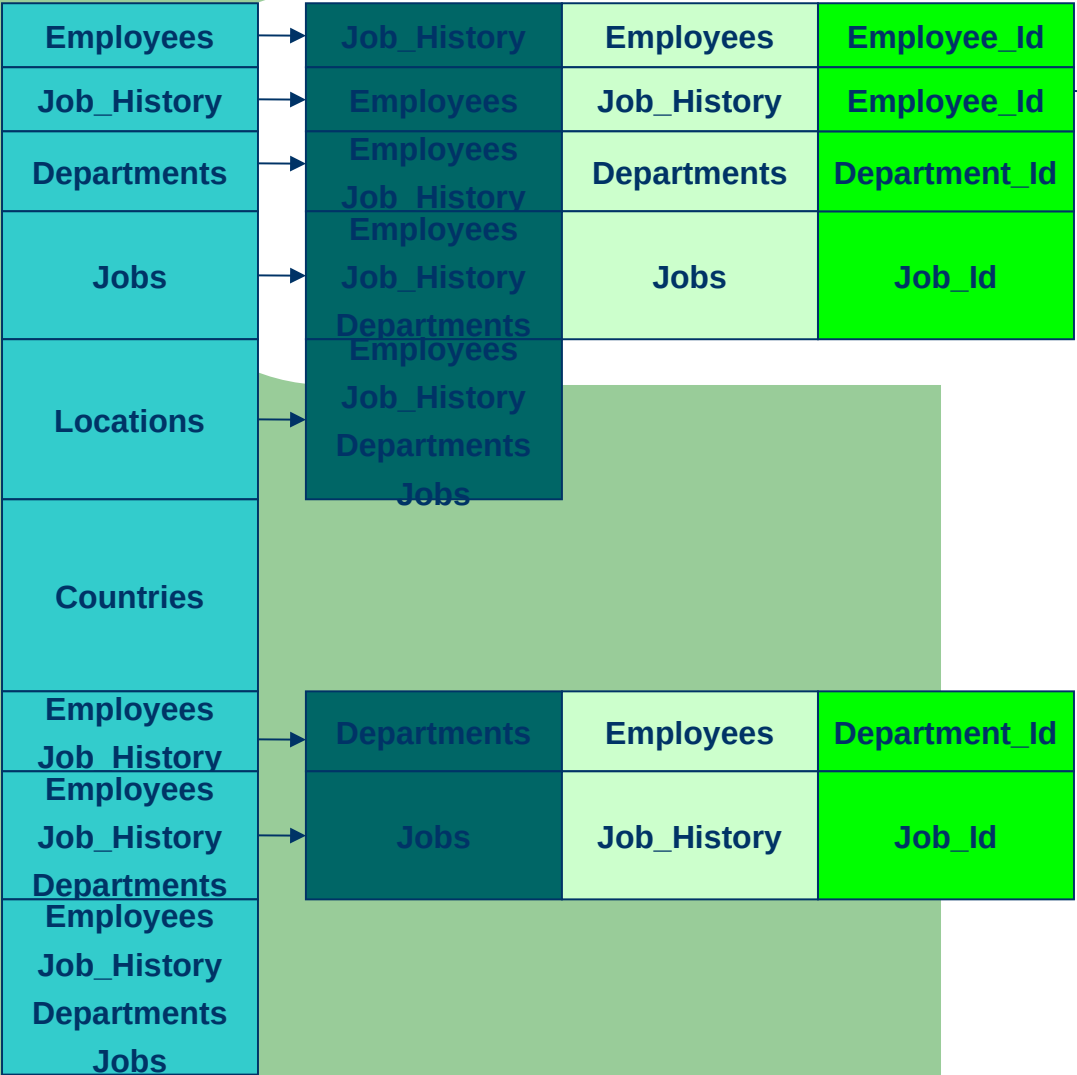 Employees Job_History Employees Employee_Id
Job_History Employees Job_History Employee_Id
Departments Employees Departments Department_Id
Job_History
Jobs Employees Jobs Job_Id
Job_History
Departments
Locations Employees
Job_History
Departments
Jobs
Countries
Employees Departments Employees Department_Id
Job_History
Employees Jobs Job_History Job_Id
Job_History
Departments
Employees
Job_History
Departments
Jobs